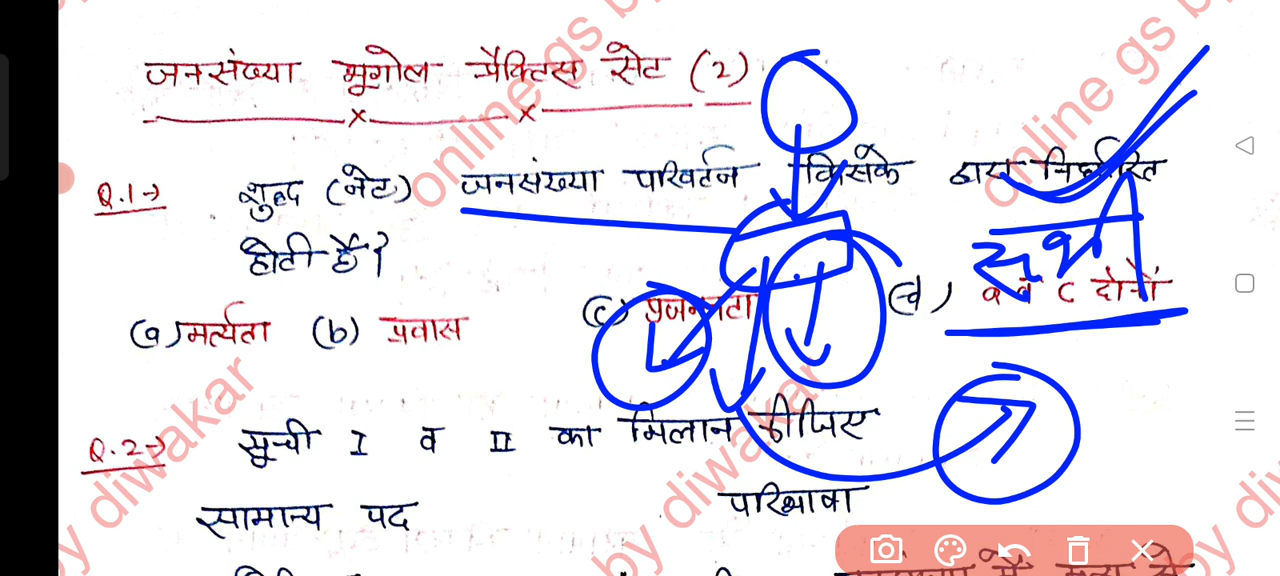 जनसंख्या भूगोल प्रैक्टिस सेट (2)
Q.1→ शुद्ध (नेट) जनसंख्या परिवर्तन किसके द्वारा निर्धारित
होती है?
सभी
(a) मर्त्यता (b) प्रवास (c) प्रजननता (d) a व c दोनों
Q.2→ सूची I व II का मिलान कीजिए
सामान्य पद परिभाषा
online gs by diwakar